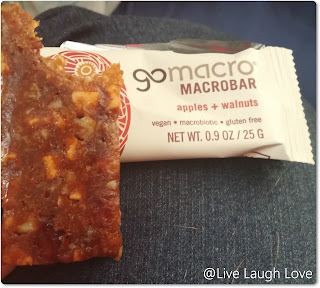 gomacro®
MACROBAR
apples + walnuts
vegan • macrobiotic • gluten free
NET WT. 0.9 OZ / 25 G
@Live Laugh Love